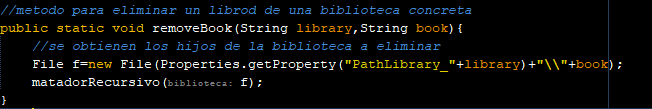 //metodo para eliminar un librod de una biblioteca concreta
public static void removeBook(String library,String book){
//se obtienen los hijos de la biblioteca a eliminar
File f=new File(Properties.getProperty("PathLibrary_"+library)+"\\"+book);
matadorRecursivo(biblioteca: f);
}